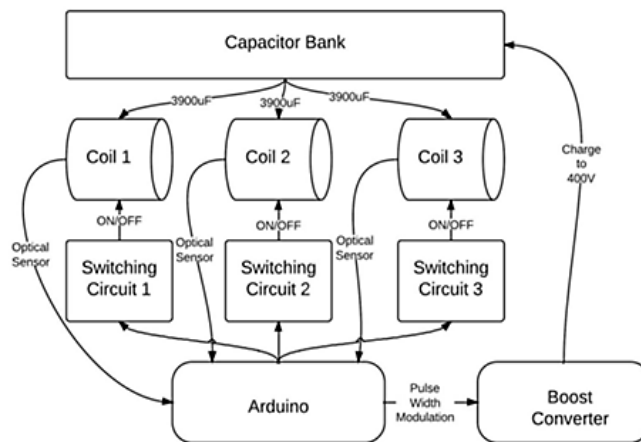 Capacitor Bank
3900uF
3900uF
3900uF
Coil 1
Coil 2
Coil 3
Charge
to
400V
ON/OFF
ON/OFF
ON/OFF
Optical
Sensor
Optical
Sensor
Optical
Sensor
Switching
Circuit 1
Switching
Circuit 2
Switching
Circuit 3
Arduino
Pulse
Width
Modulation
Boost
Converter